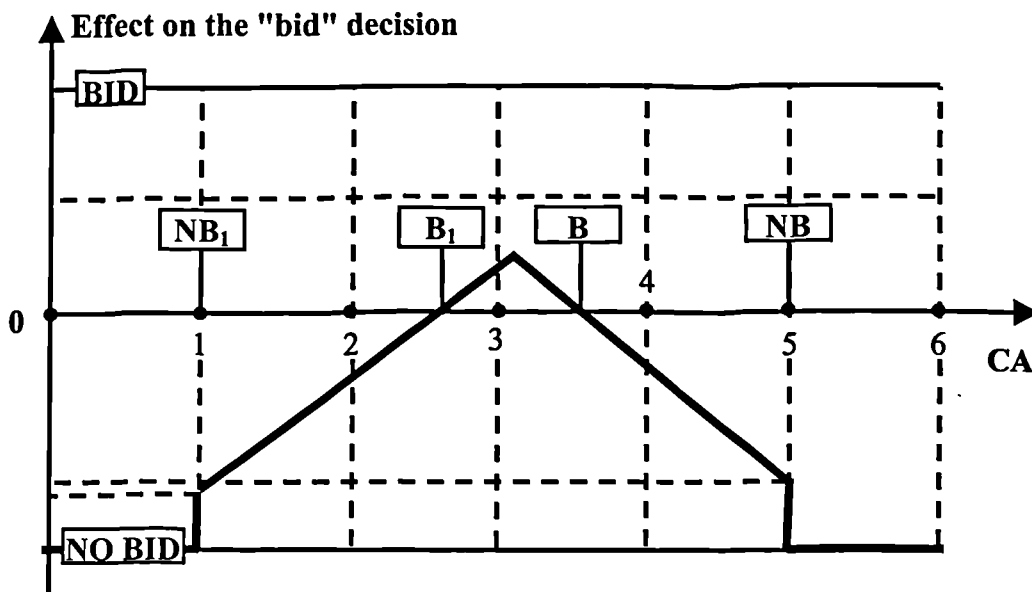 Effect on the "bid" decision
BID
NB₁ B₁ B NB
4
0
1 2 3 5 6
CA
NO BID